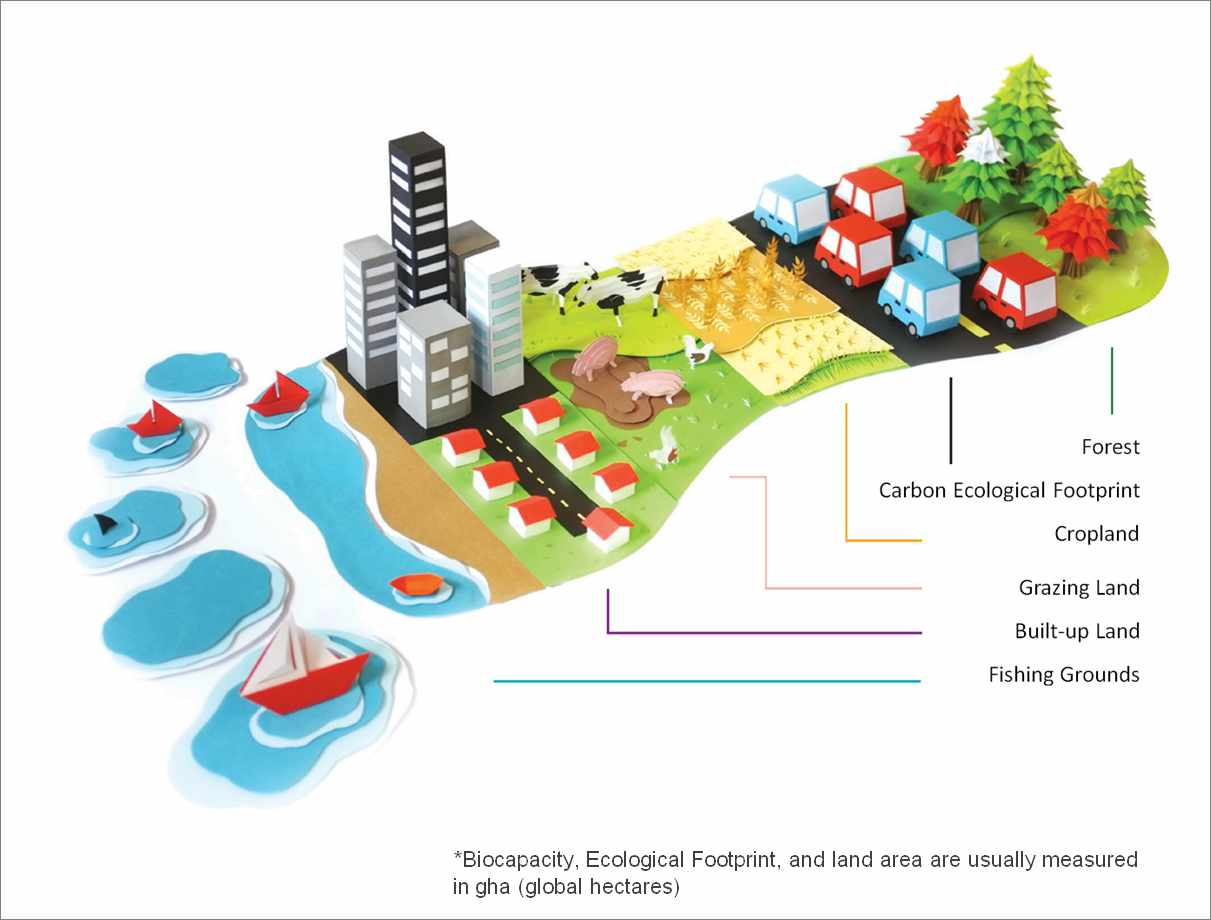 Forest
Carbon Ecological Footprint
Cropland
Grazing Land
Built-up Land
Fishing Grounds
*Biocapacity, Ecological Footprint, and land area are usually measured
in gha (global hectares)